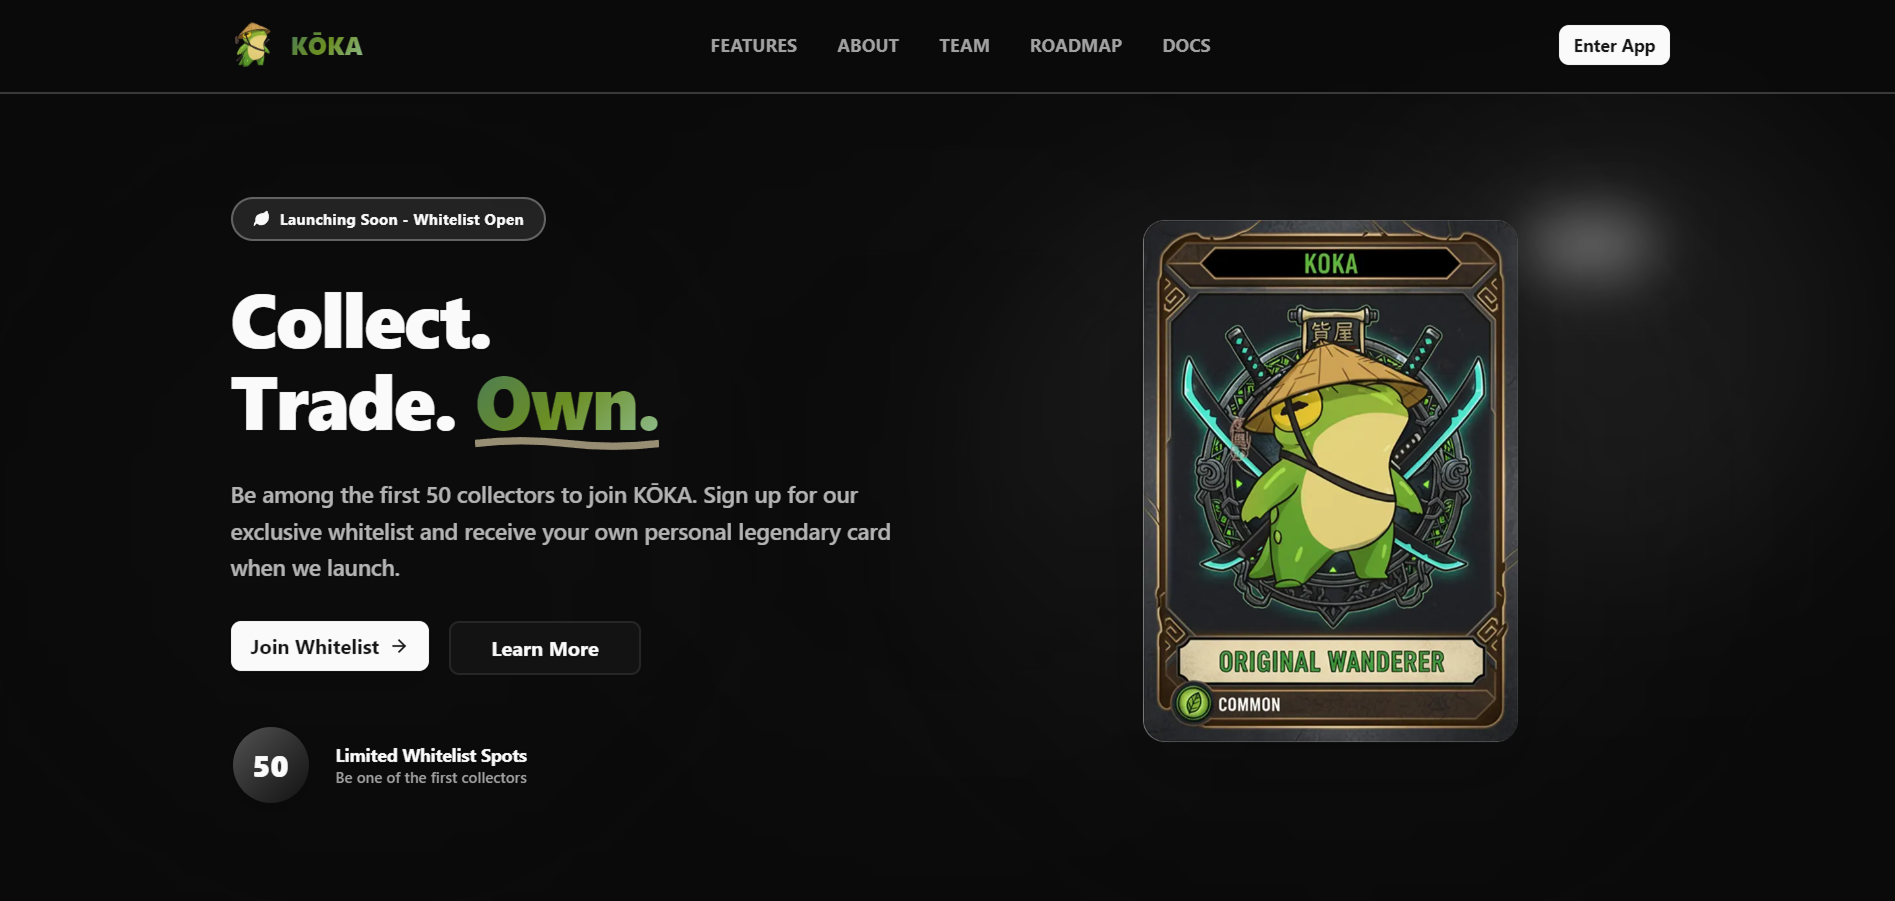 KŌKA
FEATURES
ABOUT
TEAM
ROADMAP
DOCS
Enter App
Launching Soon - Whitelist Open
Collect.
Trade. Own.
Be among the first 50 collectors to join KŌKA. Sign up for our
exclusive whitelist and receive your own personal legendary card
when we launch.
Join Whitelist
Learn More
50
Limited Whitelist Spots
Be one of the first collectors
KOKA
ORIGINAL WANDERER
COMMON